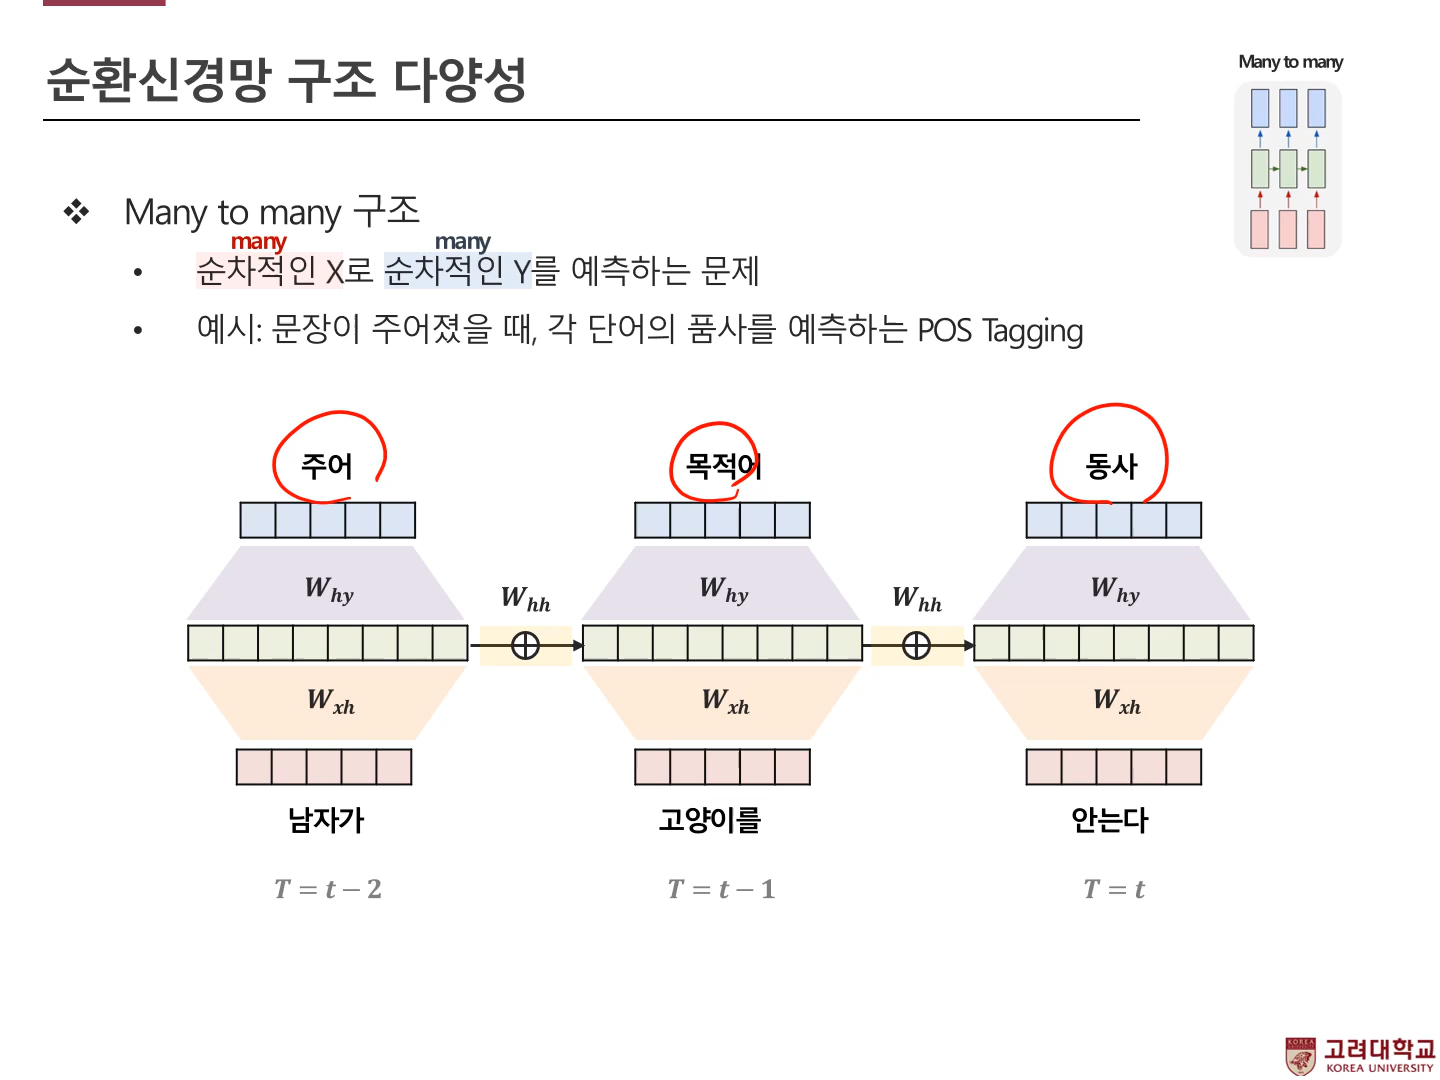 순환신경망 구조 다양성
Many to many
❖ Many to many 구조
many many
• 순차적인 X로 순차적인 Y를 예측하는 문제
• 예시: 문장이 주어졌을 때, 각 단어의 품사를 예측하는 POS Tagging
주어 목적어 동사
W_hy W_hh W_hy W_hh W_hy
W_xh W_xh W_xh
남자가 고양이를 안는다
T = t − 2 T = t − 1 T = t
고려대학교
KOREA UNIVERSITY